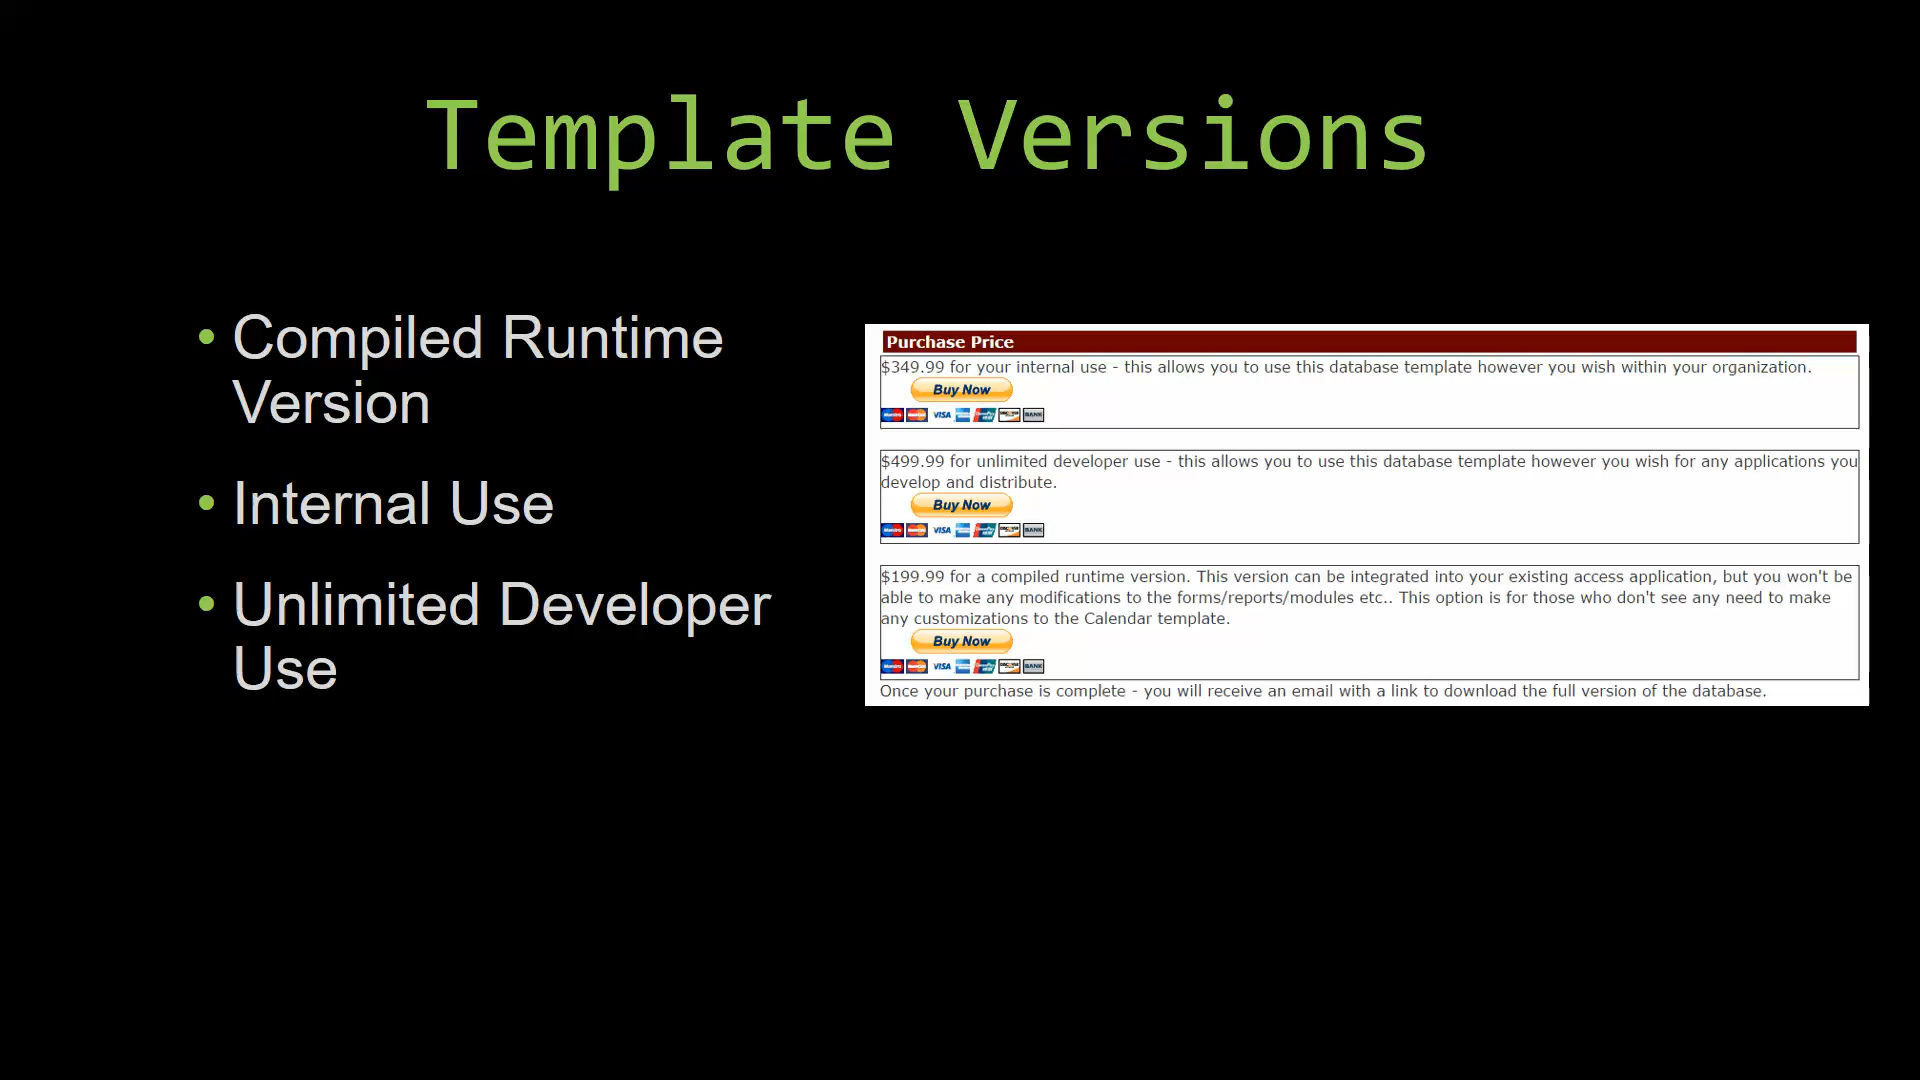 Template Versions
• Compiled Runtime
Version
• Internal Use
• Unlimited Developer
Use
Purchase Price
$349.99 for your internal use - this allows you to use this database template however you wish within your organization.
Buy Now
VISA BANK
$499.99 for unlimited developer use - this allows you to use this database template however you wish for any applications you
develop and distribute.
Buy Now
VISA BANK
$199.99 for a compiled runtime version. This version can be integrated into your existing access application, but you won't be
able to make any modifications to the forms/reports/modules etc.. This option is for those who don't see any need to make
any customizations to the Calendar template.
Buy Now
VISA BANK
Once your purchase is complete - you will receive an email with a link to download the full version of the database.